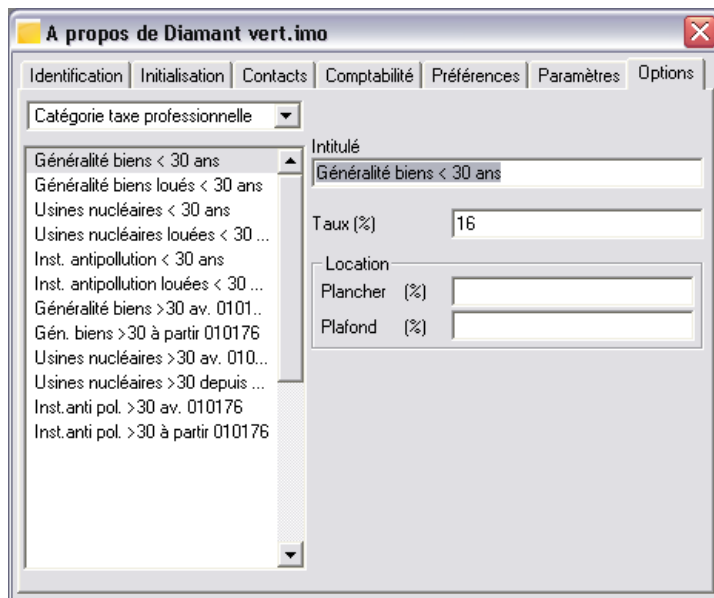 A propos de Diamant vert.imo
Identification Initialisation Contacts Comptabilité Préférences Paramètres Options
Catégorie taxe professionnelle
Généralité biens < 30 ans
Généralité biens loués < 30 ans
Usines nucléaires < 30 ans
Usines nucléaires louées < 30 ...
Inst. antipollution < 30 ans
Inst. antipollution louées < 30 ...
Généralité biens >30 av. 0101..
Gén. biens >30 à partir 010176
Usines nucléaires >30 av. 010...
Usines nucléaires >30 depuis ...
Inst.anti pol. >30 av. 010176
Inst.anti pol. >30 à partir 010176
Intitulé
Généralité biens < 30 ans
Taux (%) 16
Location
Plancher (%)
Plafond (%)